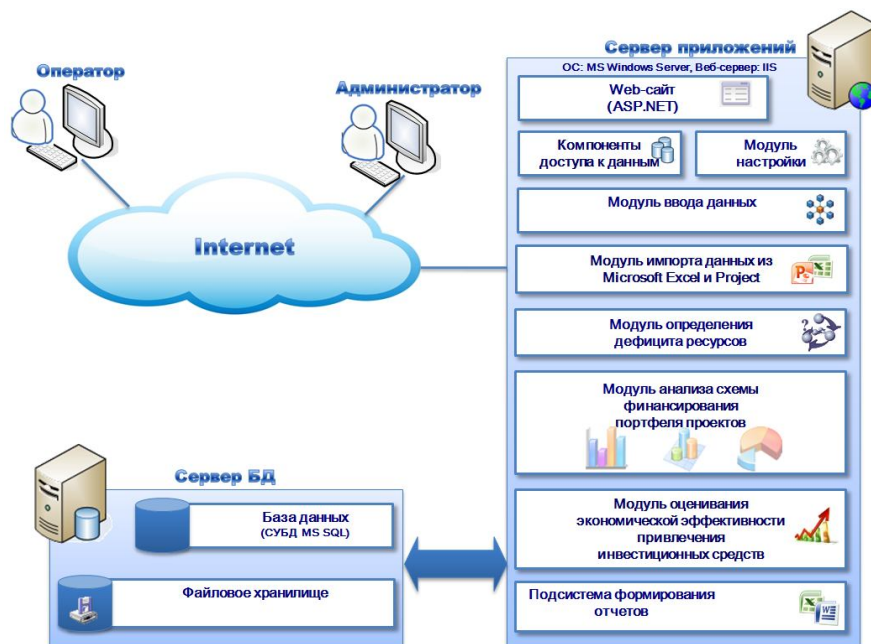 Оператор
Администратор
Internet
Сервер приложений
ОС: MS Windows Server, Веб-сервер: IIS
Web-сайт
(ASP.NET)
Компоненты
доступа к данным
Модуль
настройки
Модуль ввода данных
Модуль импорта данных из
Microsoft Excel и Project
Модуль определения
дефицита ресурсов
Модуль анализа схемы
финансирования
портфеля проектов
Модуль оценивания
экономической эффективности
привлечения
инвестиционных средств
Подсистема формирования
отчетов
Сервер БД
База данных
(СУБД MS SQL)
Файловое хранилище